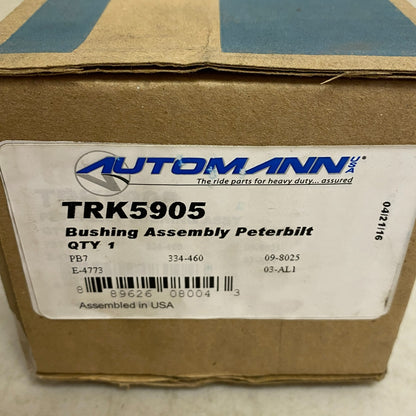 AUTOMANN USA
The ride parts for heavy duty... assured
TRK5905
Bushing Assembly Peterbilt
QTY 1
PB7 334-460 09-8025
E-4773 03-AL1
8 89626 08004 3
Assembled in USA
04/21/16